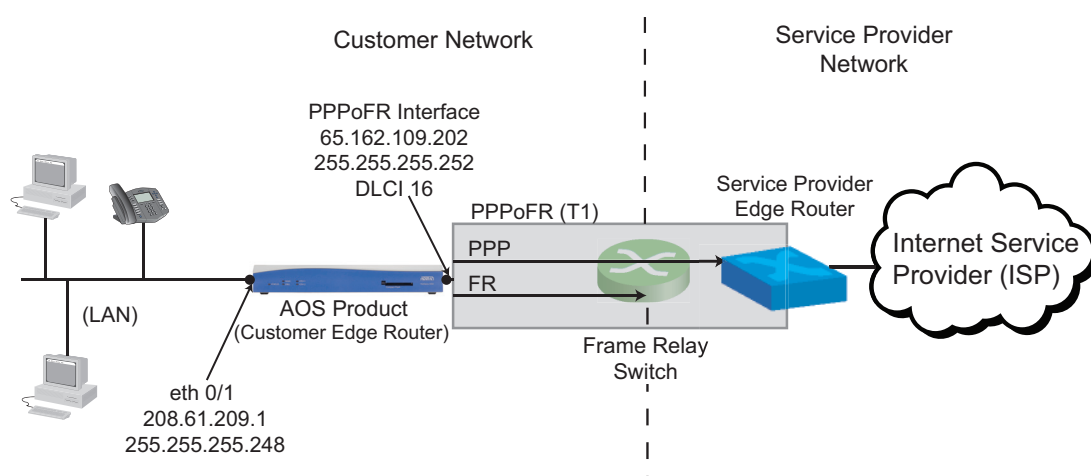 Customer Network
Service Provider
Network
PPPoFR Interface
65.162.109.202
255.255.255.252
DLCI 16
PPPoFR (T1)
Service Provider
Edge Router
PPP
FR
Internet Service
Provider (ISP)
(LAN)
AOS Product
(Customer Edge Router)
Frame Relay
Switch
eth 0/1
208.61.209.1
255.255.255.248